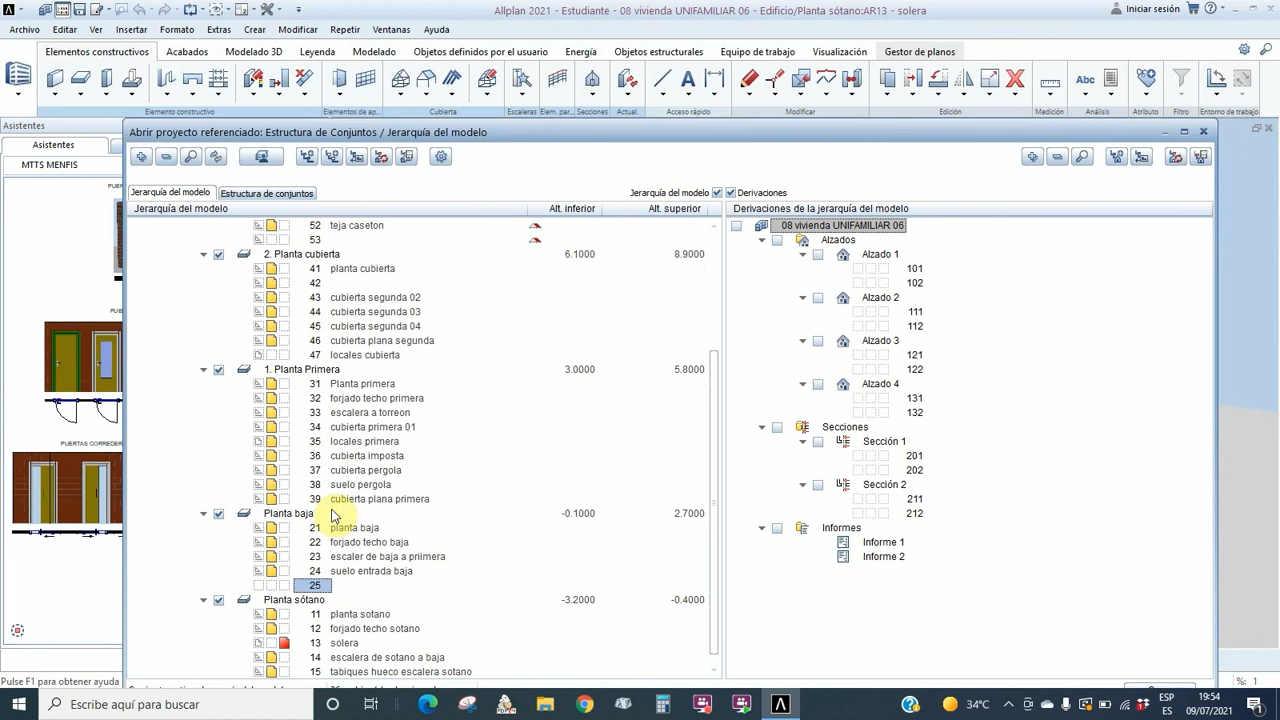 Allplan 2021 - Estudiante - 08 vivienda UNIFAMILIAR 06 - Edificio/Planta sótano:AR13 - solera
Iniciar sesión
Archivo Editar Ver Insertar Formato Extras Crear Modificar Repetir Ventanas Ayuda
Elementos constructivos Acabados Modelado 3D Leyenda Modelado Objetos definidos por el usuario Energía Objetos estructurales Equipo de trabajo Visualización Gestor de planos
Abc
Elemento constructivo Elementos de ap... Cubierta Escaleras Elem. par... Secciones Actual. Acceso rápido Modificar Edición Medición Análisis Atributo Filtro Entorno de trabajo
Asistentes
Asistentes
MTTS MENFIS
Abrir proyecto referenciado: Estructura de Conjuntos / Jerarquía del modelo
Jerarquía del modelo Estructura de conjuntos Jerarquía del modelo Derivaciones
Jerarquía del modelo Alt. inferior Alt. superior Derivaciones de la jerarquía del modelo
52 teja caseton 08 vivienda UNIFAMILIAR 06
53 Alzados
2. Planta cubierta 6.1000 8.9000 Alzado 1
41 planta cubierta 101
42 102
43 cubierta segunda 02 Alzado 2
44 cubierta segunda 03 111
45 cubierta segunda 04 112
46 cubierta plana segunda Alzado 3
47 locales cubierta 121
1. Planta Primera 3.0000 5.8000 122
31 Planta primera Alzado 4
32 forjado techo primera 131
33 escalera a torreon 132
34 cubierta primera 01 Secciones
35 locales primera Sección 1
36 cubierta imposta 201
37 cubierta pergola 202
38 suelo pergola Sección 2
39 cubierta plana primera 211
Planta baja -0.1000 2.7000 212
21 planta baja Informes
22 forjado techo baja Informe 1
23 escaler de baja a priimera Informe 2
24 suelo entrada baja
25
Planta sótano -3.2000 -0.4000
11 planta sotano
12 forjado techo sotano
13 solera
14 escalera de sotano a baja
15 tabiques hueco escalera sotano
PUERTAS CORREDER
Pulse F1 para obtener ayuda
%: 1
Escribe aquí para buscar
34°C
ESP
ES
19:54
09/07/2021